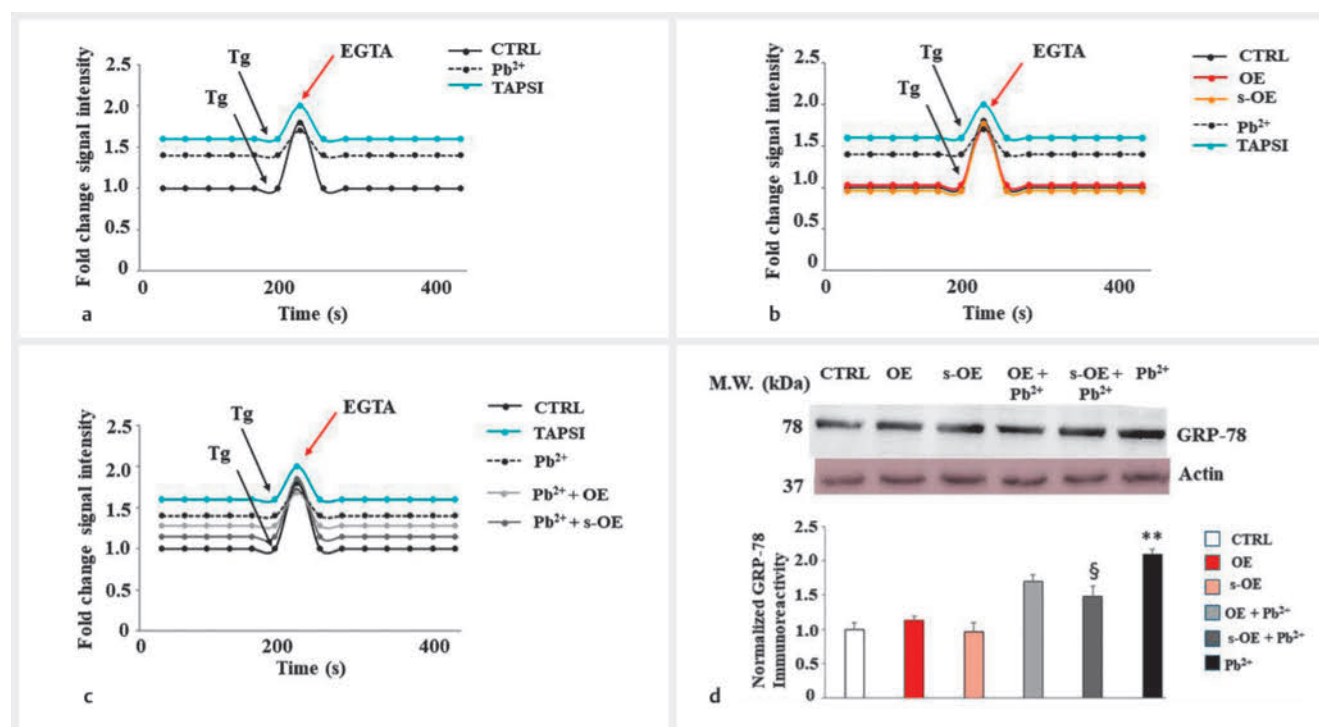 Fold change signal intensity
2.5
2.0
1.5
1.0
0.5
0
0
200
400
Time (s)
Tg
Tg
EGTA
CTRL
Pb²⁺
TAPSI
a
Fold change signal intensity
2.5
2.0
1.5
1.0
0.5
0
0
200
400
Time (s)
Tg
Tg
EGTA
CTRL
OE
s-OE
Pb²⁺
TAPSI
b
Fold change signal intensity
2.5
2.0
1.5
1.0
0.5
0
0
200
400
Time (s)
Tg
Tg
EGTA
CTRL
TAPSI
Pb²⁺
Pb²⁺ + OE
Pb²⁺ + s-OE
c
M.W. (kDa)
CTRL
OE
s-OE
OE +
Pb²⁺
s-OE +
Pb²⁺
Pb²⁺
78
GRP-78
37
Actin
Normalized GRP-78
Immunoreactivity
2.5
2.0
1.5
1.0
0.5
0
§
**
CTRL
OE
s-OE
OE + Pb²⁺
s-OE + Pb²⁺
Pb²⁺
d